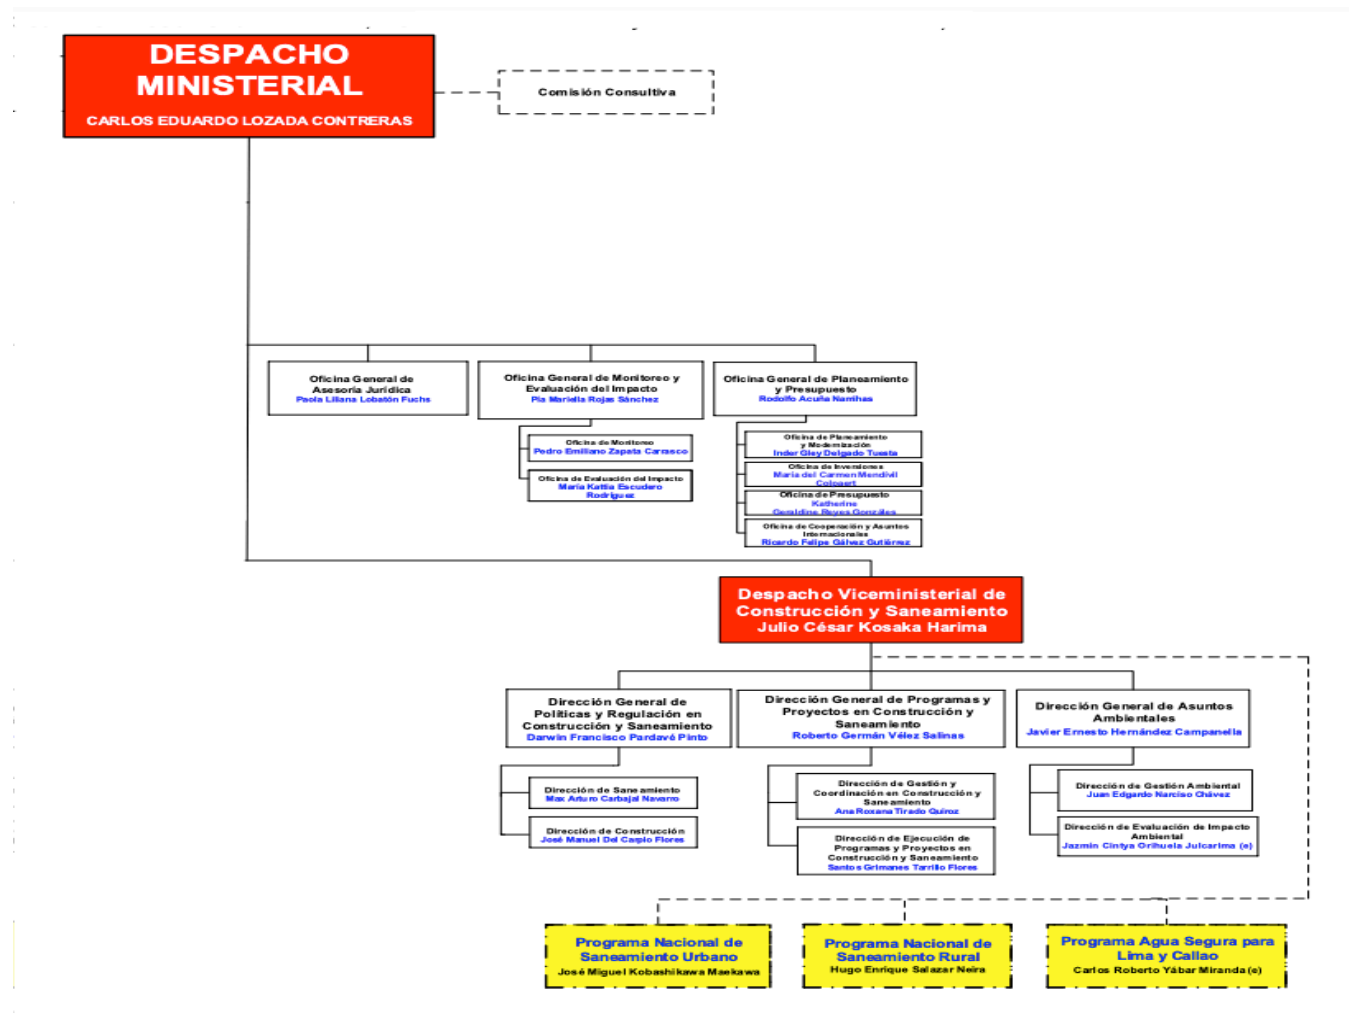 DESPACHO
MINISTERIAL
CARLOS EDUARDO LOZADA CONTRERAS
Comisión Consultiva
Oficina General de
Asesoría Jurídica
Paola Liliana Lobatón Fuchs
Oficina General de Monitoreo y
Evaluación del Impacto
Pia Mariella Rojas Sánchez
Oficina General de Planeamiento
y Presupuesto
Rodolfo Acuña Namihas
Oficina de Monitoreo
Pedro Emiliano Zapata Carrasco
Oficina de Evaluación del Impacto
María Kattia Escudero
Rodríguez
Oficina de Planeamiento
y Modernización
Inder Gley Delgado Tuesta
Oficina de Inversiones
María del Carmen Mendívil
Colpaert
Oficina de Presupuesto
Katherine
Geraldine Reyes Gonzáles
Oficina de Cooperación y Asuntos
Internacionales
Ricardo Felipe Gálvez Gutiérrez
Despacho Viceministerial de
Construcción y Saneamiento
Julio César Kosaka Harima
Dirección General de
Políticas y Regulación en
Construcción y Saneamiento
Darwin Francisco Pardavé Pinto
Dirección General de Programas y
Proyectos en Construcción y
Saneamiento
Roberto Germán Vélez Salinas
Dirección General de Asuntos
Ambientales
Javier Ernesto Hernández Campanella
Dirección de Saneamiento
Max Arturo Carbajal Navarro
Dirección de Construcción
José Manuel Del Carpio Flores
Dirección de Gestión y
Coordinación en Construcción y
Saneamiento
Ana Roxana Tirado Quiroz
Dirección de Ejecución de
Programas y Proyectos en
Construcción y Saneamiento
Santos Grimanes Tarrillo Flores
Dirección de Gestión Ambiental
Juan Edgardo Narciso Chávez
Dirección de Evaluación de Impacto
Ambiental
Jazmin Cintya Orihuela Julcarima (e)
Programa Nacional de
Saneamiento Urbano
José Miguel Kobashikawa Maekawa
Programa Nacional de
Saneamiento Rural
Hugo Enrique Salazar Neira
Programa Agua Segura para
Lima y Callao
Carlos Roberto Yábar Miranda (e)